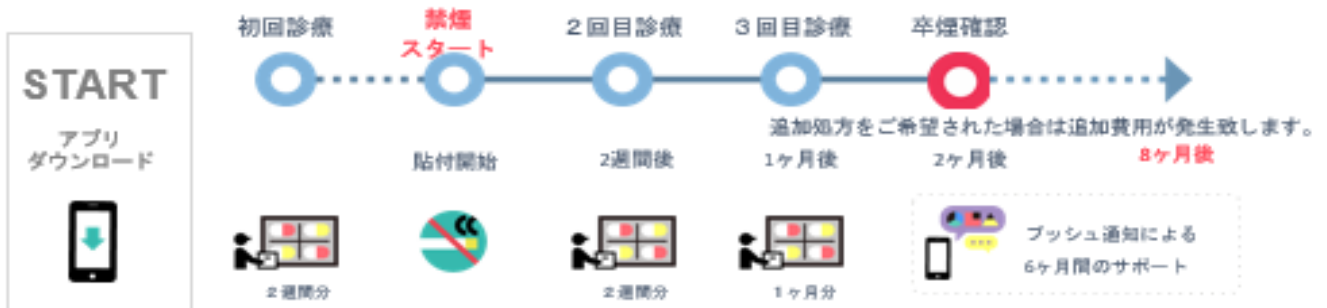 START
アプリ
ダウンロード
初回診療
禁煙
スタート
２回目診療
３回目診療
卒煙確認
追加処方をご希望された場合は追加費用が発生致します。
貼付開始
2週間後
1ヶ月後
2ヶ月後
8ヶ月後
２週間分
２週間分
１ヶ月分
プッシュ通知による
6ヶ月間のサポート